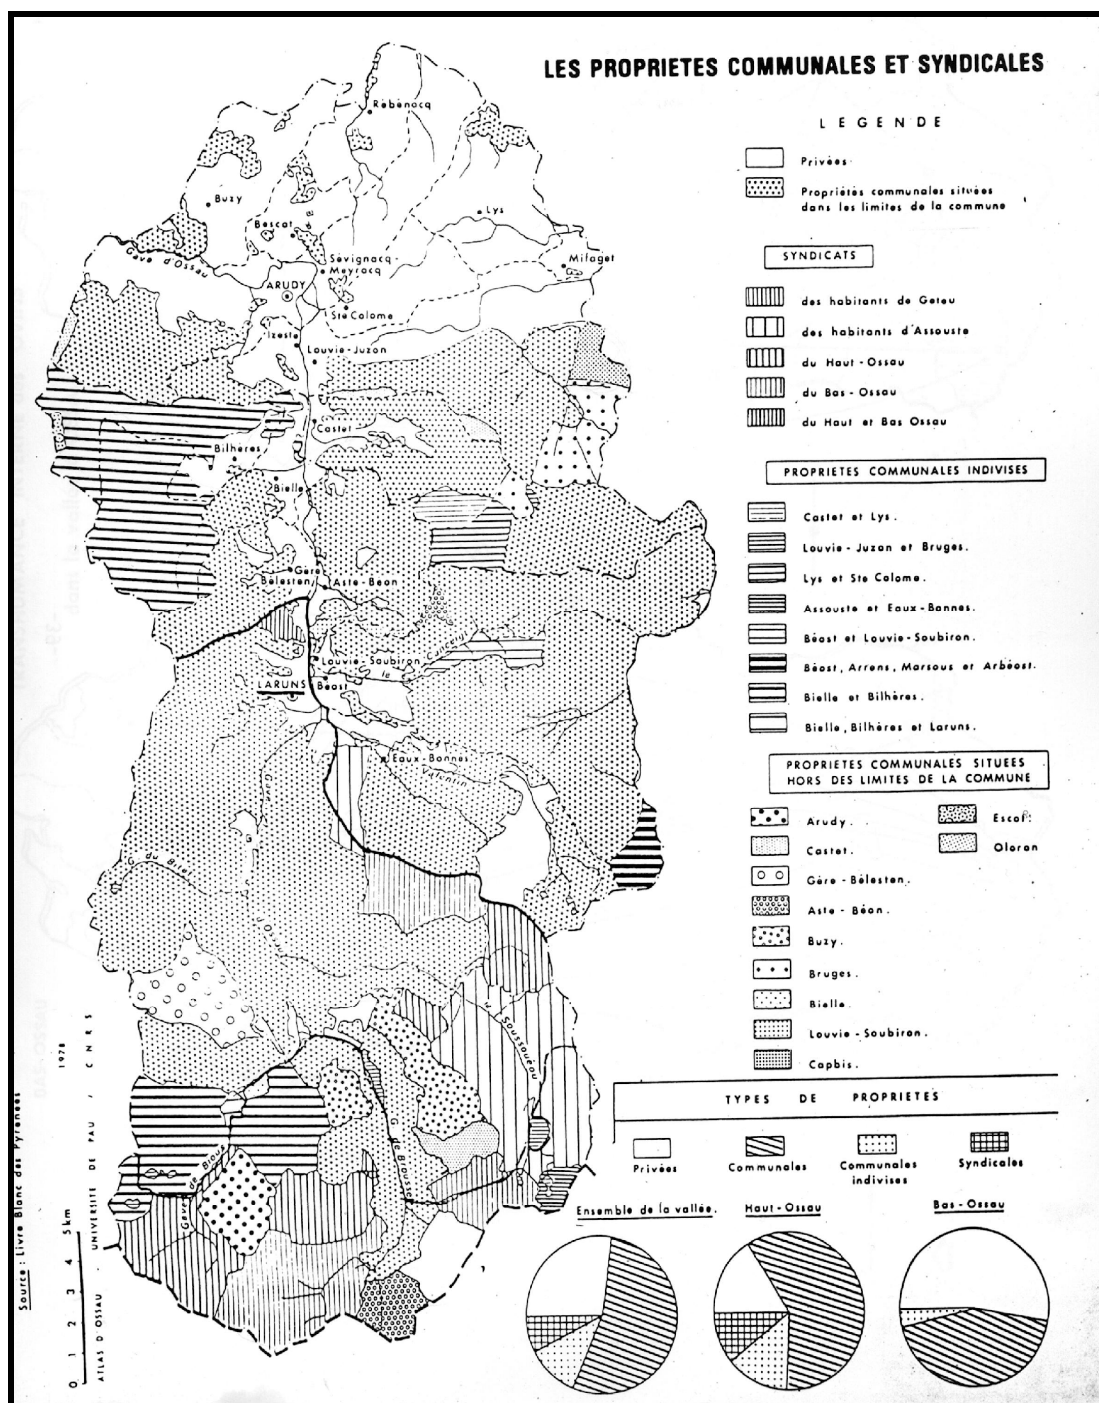 LES PROPRIETES COMMUNALES ET SYNDICALES
LEGENDE
Privées
Propriétés communales situées
dans les limites de la commune
SYNDICATS
des habitants de Geteu
des habitants d'Assouste
du Haut-Ossau
du Bas-Ossau
du Haut et Bas Ossau
PROPRIETES COMMUNALES INDIVISES
Castet et Lys.
Louvie-Juzon et Bruges.
Lys et Ste Colome.
Assouste et Eaux-Bonnes.
Béost et Louvie-Soubiron.
Béost, Arrens, Marsous et Arbéost.
Bielle et Bilhères.
Bielle, Bilhères et Laruns.
PROPRIETES COMMUNALES SITUEES
HORS DES LIMITES DE LA COMMUNE
Arudy.
Castet.
Gère-Bélesten.
Aste-Béon.
Buzy.
Bruges.
Bielle.
Louvie-Soubiron.
Capbis.
Oloron
TYPES DE PROPRIETES
Privées
Communales
Communales
indivises
Syndicales
Ensemble de la vallée.
Haut-Ossau
Bas-Ossau
Rébénacq
Buzy
Bescat
Lys
Gave d'Ossau
Sévignacq-
Meyracq
Mifaget
ARUDY
Ste Colome
Izeste
Louvie-Juzon
Castet
Bilhères
Bielle
Gère
Bélesten
Aste-Béon
Louvie-Soubiron
le
LARUNS
Béost
Eaux-Bonnes
Valentin
Soussouéou
G. de Brousset
Gave de Bious
Source : Livre Blanc des Pyrénées
0 1 2 3 4 5km
ATLAS D'OSSAU - UNIVERSITE DE PAU / CNRS
1978